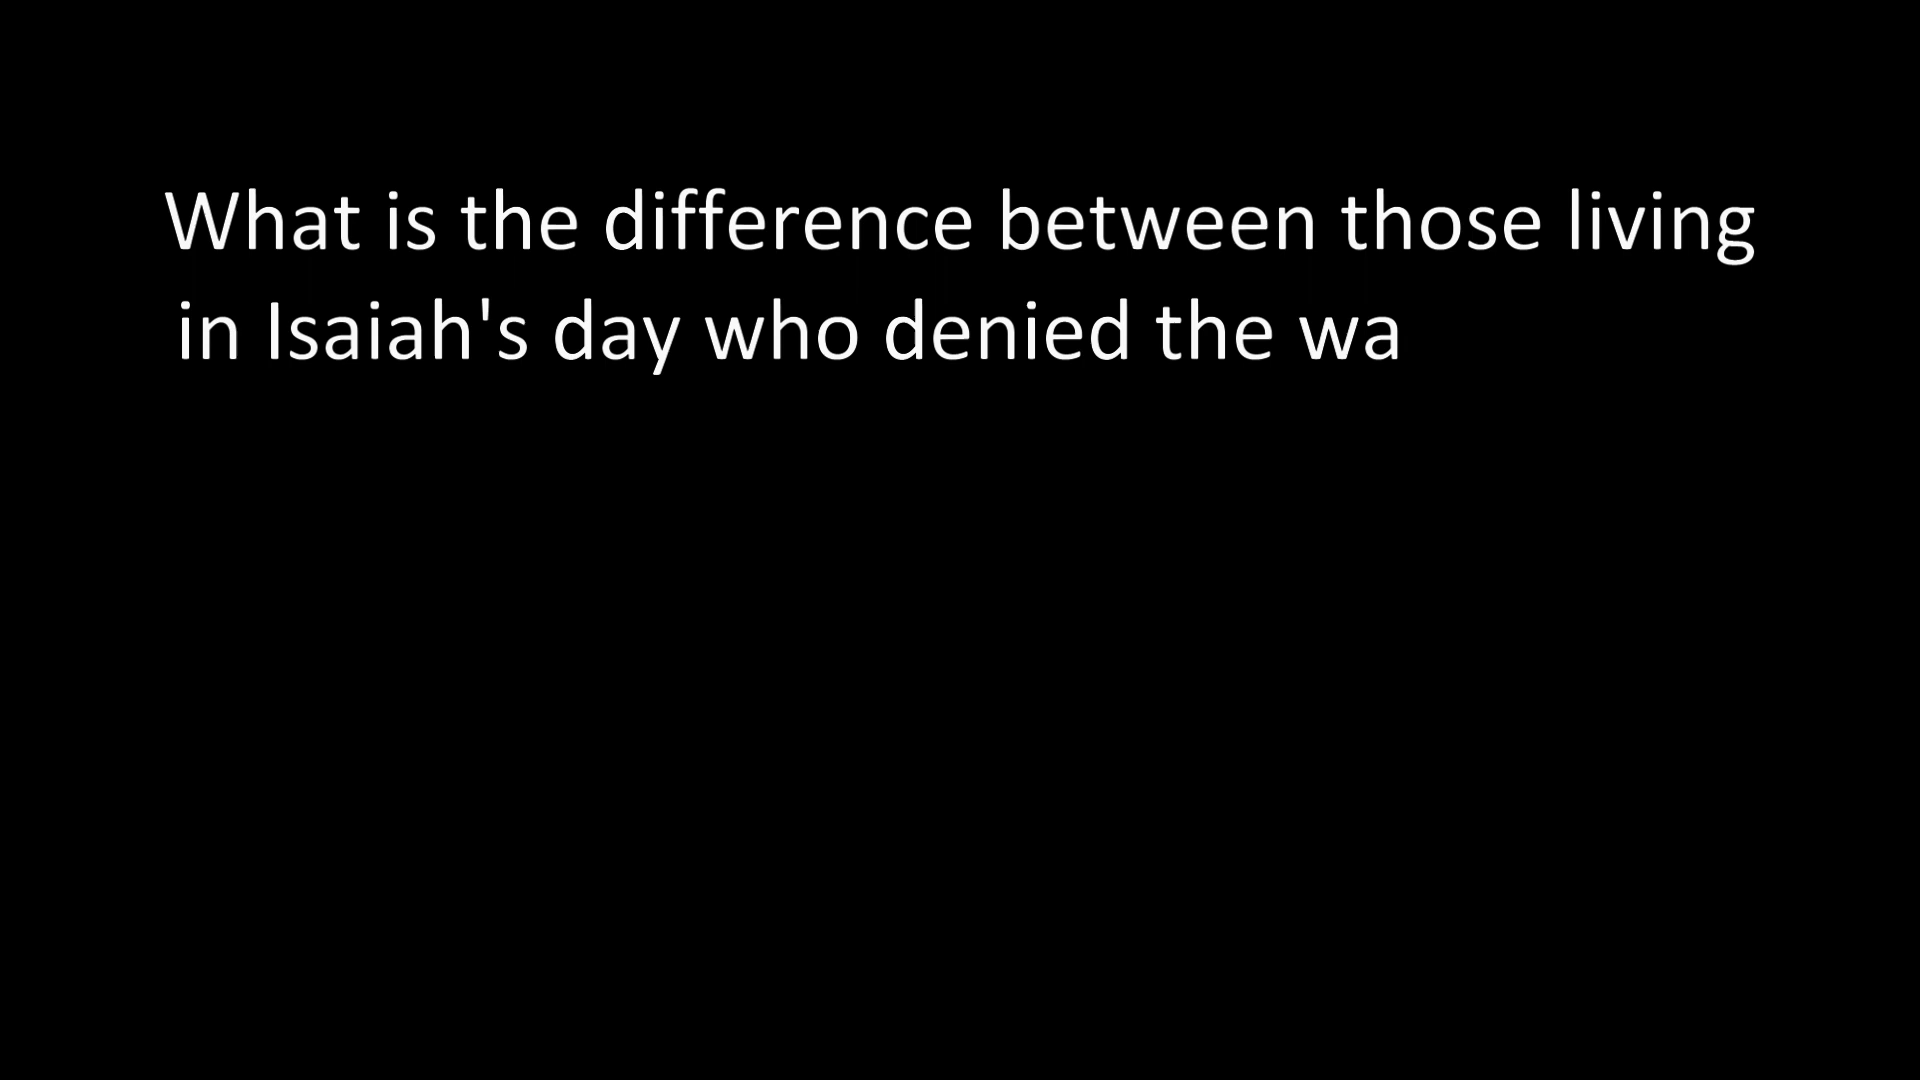 What is the difference between those living
in Isaiah's day who denied the wa